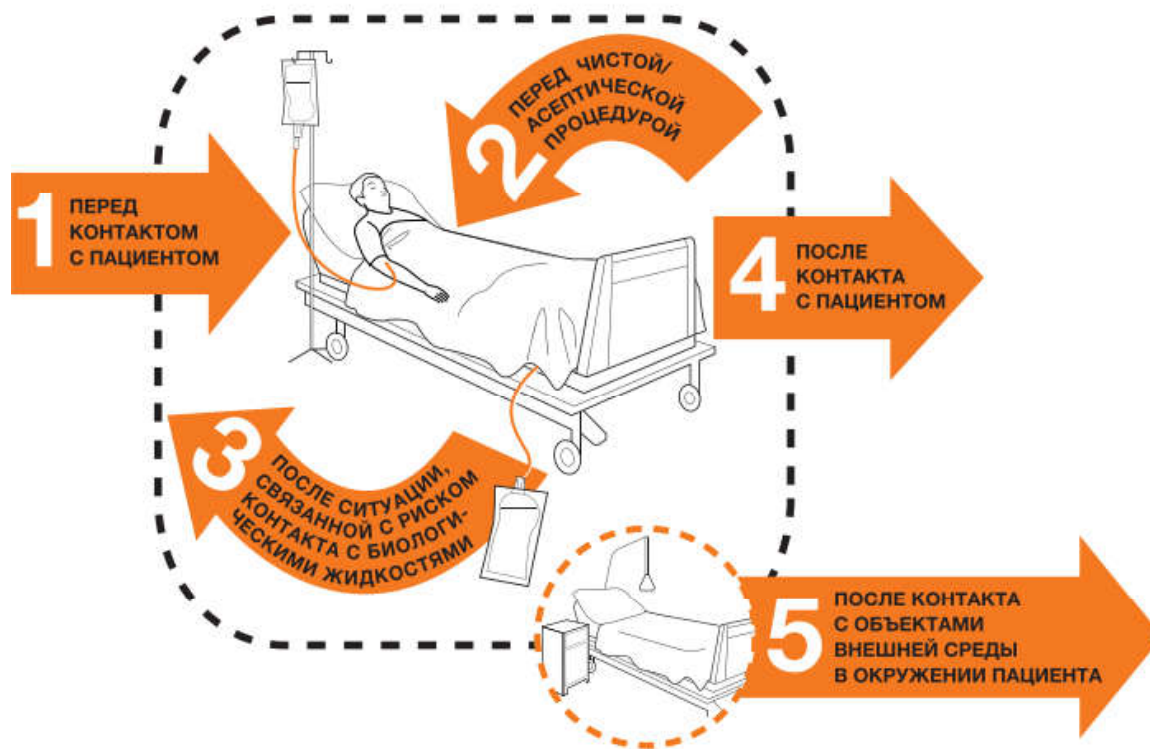 1
ПЕРЕД
КОНТАКТОМ
С ПАЦИЕНТОМ
2
ПЕРЕД ЧИСТОЙ/
АСЕПТИЧЕСКОЙ
ПРОЦЕДУРОЙ
3
ПОСЛЕ СИТУАЦИИ,
СВЯЗАННОЙ С РИСКОМ
КОНТАКТА С БИОЛОГИ-
ЧЕСКИМИ ЖИДКОСТЯМИ
4
ПОСЛЕ
КОНТАКТА
С ПАЦИЕНТОМ
5
ПОСЛЕ КОНТАКТА
С ОБЪЕКТАМИ
ВНЕШНЕЙ СРЕДЫ
В ОКРУЖЕНИИ ПАЦИЕНТА